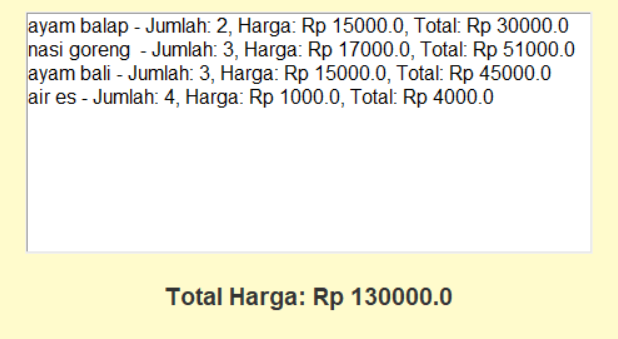 ayam balap - Jumlah: 2, Harga: Rp 15000.0, Total: Rp 30000.0
nasi goreng  - Jumlah: 3, Harga: Rp 17000.0, Total: Rp 51000.0
ayam bali - Jumlah: 3, Harga: Rp 15000.0, Total: Rp 45000.0
air es - Jumlah: 4, Harga: Rp 1000.0, Total: Rp 4000.0
Total Harga: Rp 130000.0